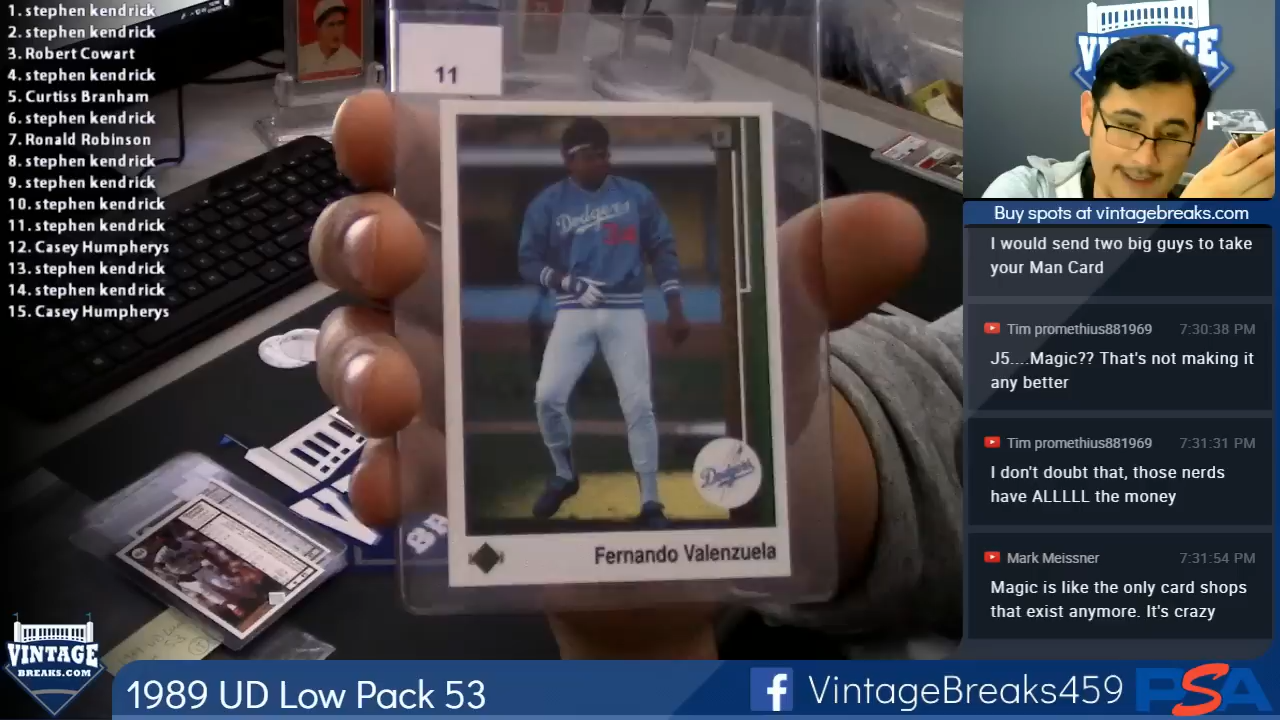 1. stephen kendrick
2. stephen kendrick
3. Robert Cowart
4. stephen kendrick
5. Curtiss Branham
6. stephen kendrick
7. Ronald Robinson
8. stephen kendrick
9. stephen kendrick
10. stephen kendrick
11. stephen kendrick
12. Casey Humpherys
13. stephen kendrick
14. stephen kendrick
15. Casey Humpherys
11
Dodgers
34
Dodgers
Fernando Valenzuela
VINTAGE
Buy spots at vintagebreaks.com
I would send two big guys to take
your Man Card
Tim promethius881969 7:30:38 PM
J5....Magic?? That's not making it
any better
Tim promethius881969 7:31:31 PM
I don't doubt that, those nerds
have ALLLLL the money
Mark Meissner 7:31:54 PM
Magic is like the only card shops
that exist anymore. It's crazy
VINTAGE
BREAKS.COM
1989 UD Low Pack 53
VintageBreaks459
PSA